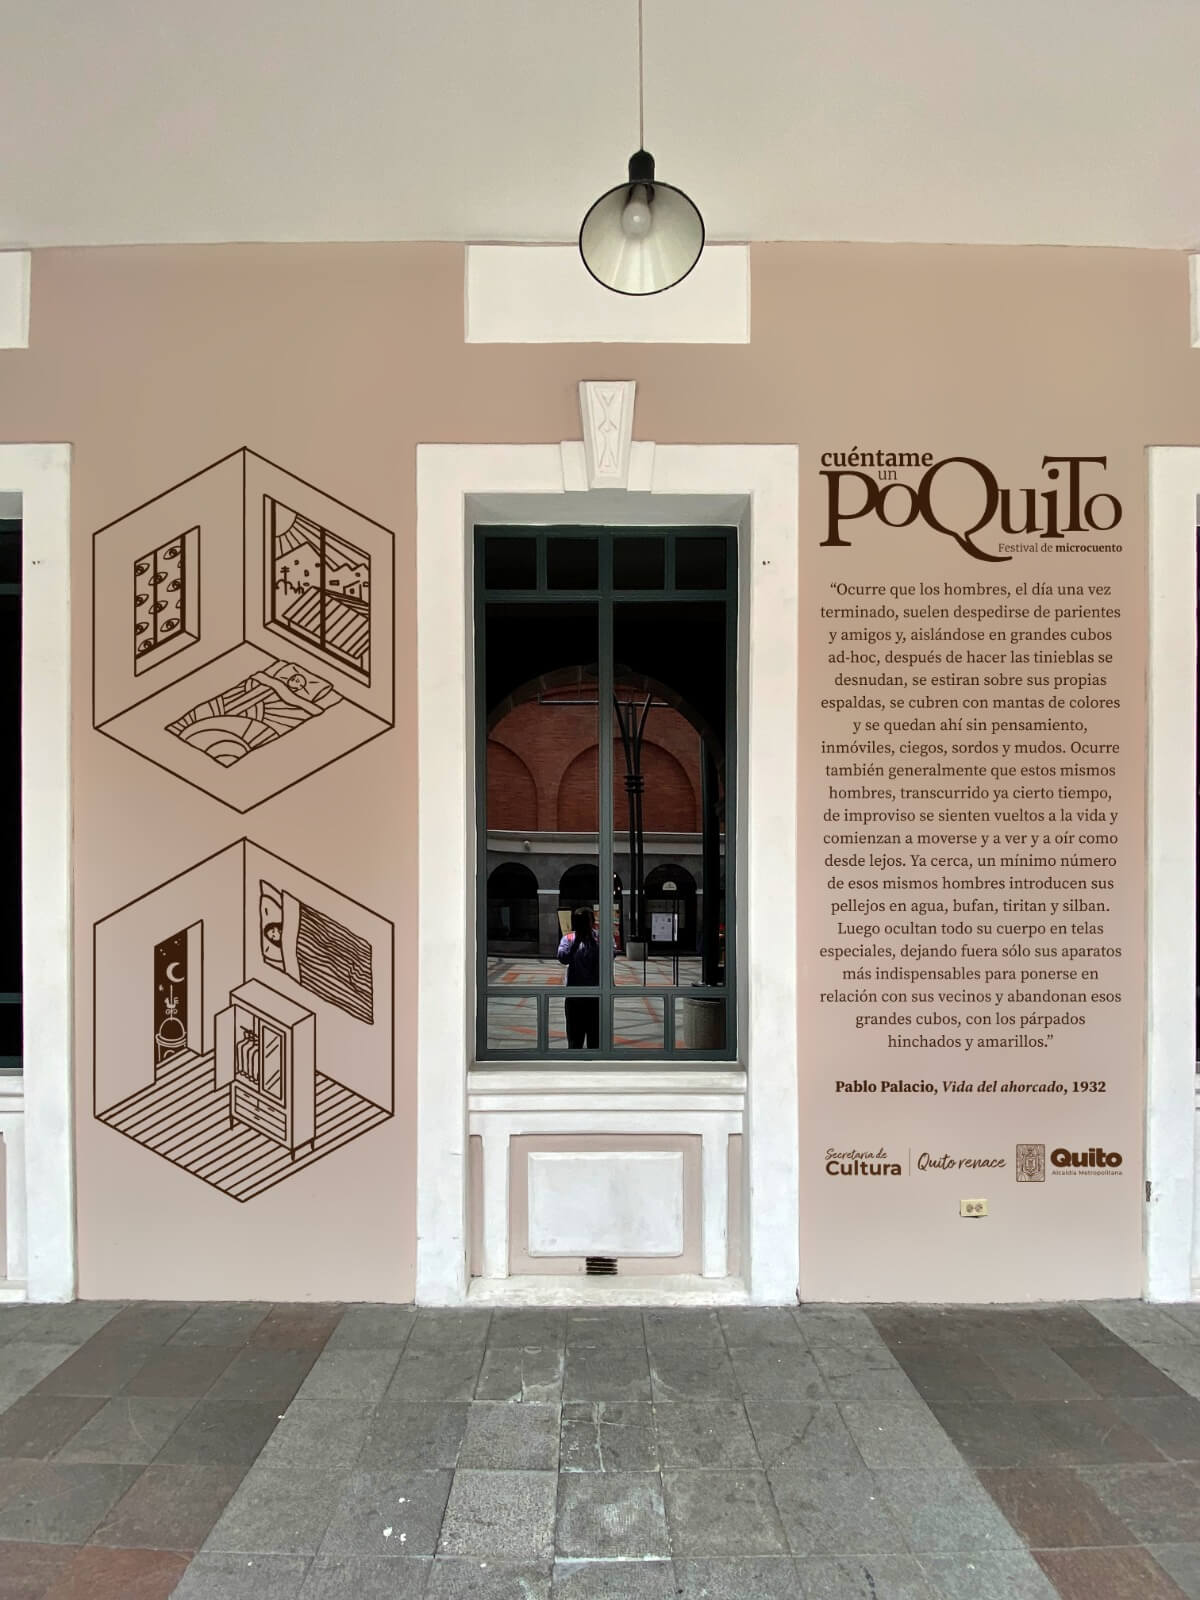 cuéntame
un
PoQuiTo
Festival de microcuento
“Ocurre que los hombres, el día una vez
terminado, suelen despedirse de parientes
y amigos y, aislándose en grandes cubos
ad-hoc, después de hacer las tinieblas se
desnudan, se estiran sobre sus propias
espaldas, se cubren con mantas de colores
y se quedan ahí sin pensamiento,
inmóviles, ciegos, sordos y mudos. Ocurre
también generalmente que estos mismos
hombres, transcurrido ya cierto tiempo,
de improviso se sienten vueltos a la vida y
comienzan a moverse y a ver y a oír como
desde lejos. Ya cerca, un mínimo número
de esos mismos hombres introducen sus
pellejos en agua, bufan, tiritan y silban.
Luego ocultan todo su cuerpo en telas
especiales, dejando fuera sólo sus aparatos
más indispensables para ponerse en
relación con sus vecinos y abandonan esos
grandes cubos, con los párpados
hinchados y amarillos.”
Pablo Palacio, Vida del ahorcado, 1932
Secretaría de
Cultura
Quito renace
Quito
Alcaldía Metropolitana